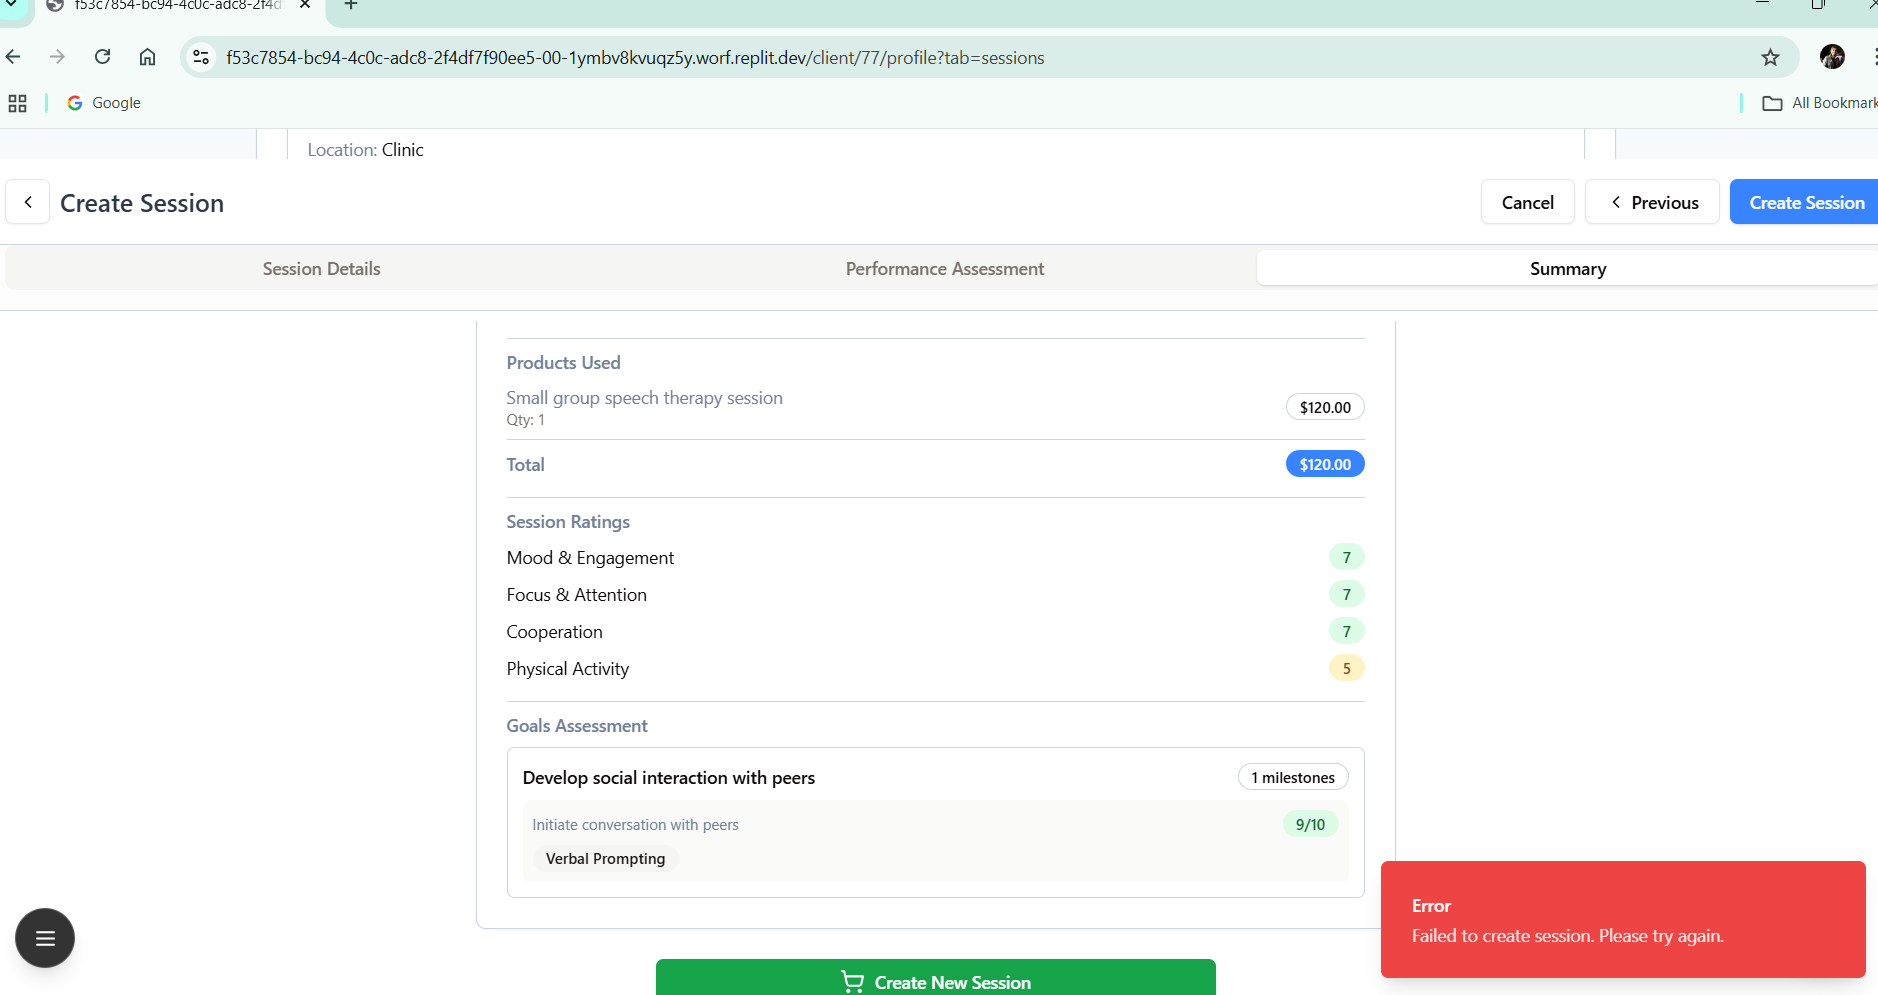 f53c7854-bc94-4c0c-adc8-2f4d
f53c7854-bc94-4c0c-adc8-2f4df7f90ee5-00-1ymbv8kvuqz5y.worf.replit.dev/client/77/profile?tab=sessions
Google
All Bookmark
Location: Clinic
Create Session
Cancel
Previous
Create Session
Session Details
Performance Assessment
Summary
Products Used
Small group speech therapy session
Qty: 1
$120.00
Total
$120.00
Session Ratings
Mood & Engagement
7
Focus & Attention
7
Cooperation
7
Physical Activity
5
Goals Assessment
Develop social interaction with peers
1 milestones
Initiate conversation with peers
9/10
Verbal Prompting
Error
Failed to create session. Please try again.
Create New Session